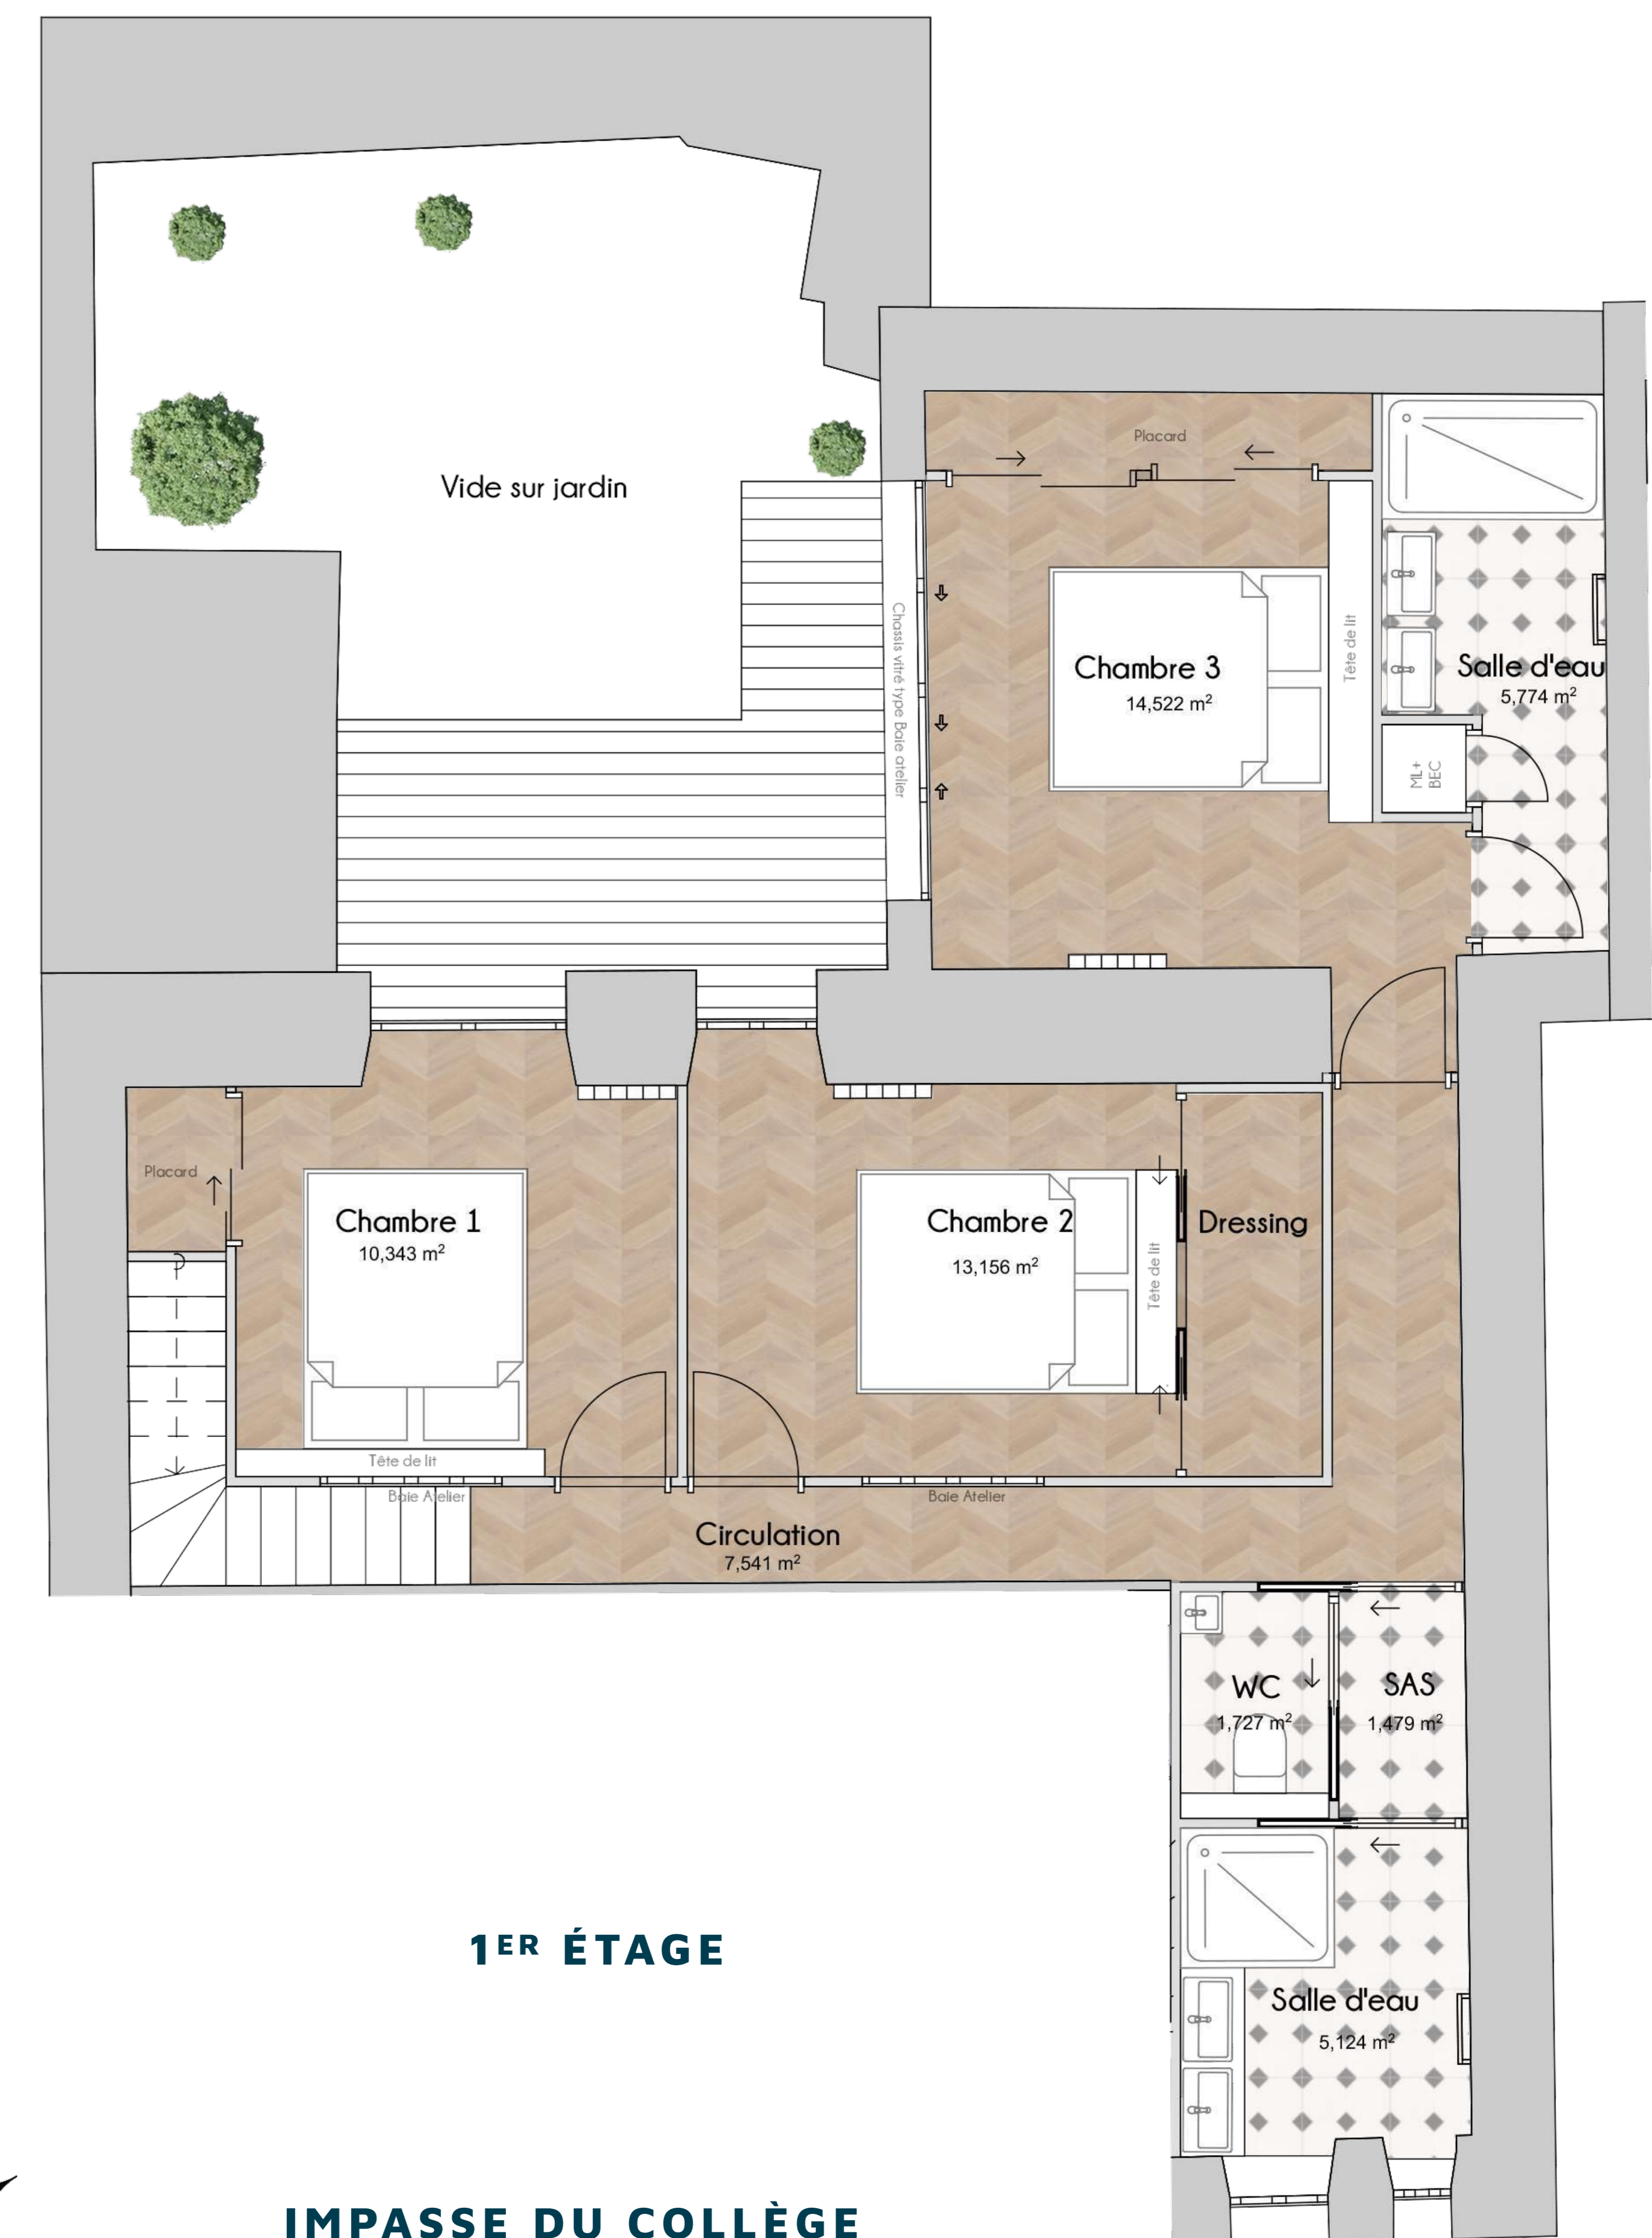 Vide sur jardin
Placard
Chassis vitré type Baie atelier
Chambre 3
14,522 m²
Tête de lit
Salle d'eau
5,774 m²
ML+
BEC
Placard
Chambre 1
10,343 m²
Tête de lit
Baie Atelier
Chambre 2
13,156 m²
Tête de lit
Dressing
Baie Atelier
Circulation
7,541 m²
WC
1,727 m²
SAS
1,479 m²
Salle d'eau
5,124 m²
1ER ÉTAGE
IMPASSE DU COLLÈGE